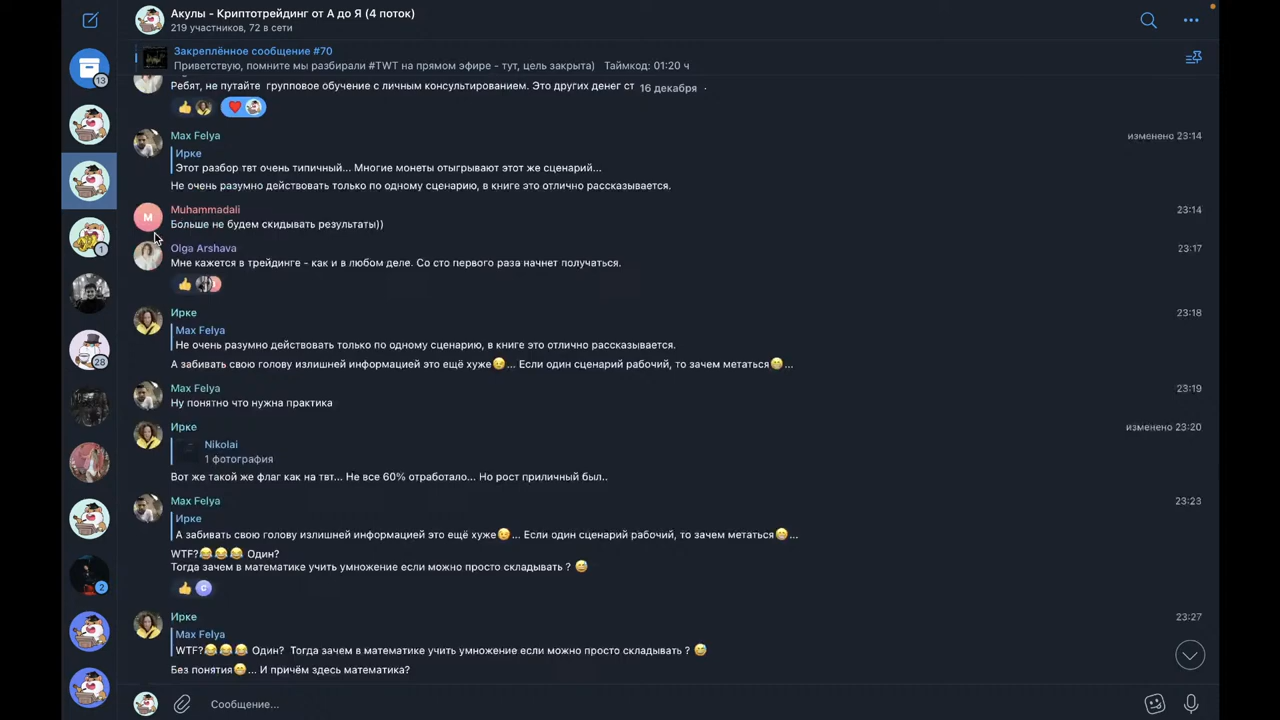 Акулы - Криптотрейдинг от А до Я (4 поток)
219 участников, 72 в сети
Закреплённое сообщение #70
Приветствую, помните мы разбирали #TWT на прямом эфире - тут, цель закрыта) Таймкод: 01:20 ч
13
Ребят, не путайте групповое обучение с личным консультированием. Это других денег ст
16 декабря
Max Felya
изменено 23:14
Ирке
Этот разбор твт очень типичный... Многие монеты отыгрывают этот же сценарий...
Не очень разумно действовать только по одному сценарию, в книге это отлично рассказывается.
M
Muhammadali
23:14
Больше не будем скидывать результаты))
1
Olga Arshava
23:17
Мне кажется в трейдинге - как и в любом деле. Со сто первого раза начнет получаться.
Ирке
23:18
Max Felya
Не очень разумно действовать только по одному сценарию, в книге это отлично рассказывается.
28
А забивать свою голову излишней информацией это ещё хуже😉... Если один сценарий рабочий, то зачем метаться😁...
Max Felya
23:19
Ну понятно что нужна практика
Ирке
изменено 23:20
Nikolai
1 фотография
Вот же такой же флаг как на твт... Не все 60% отработало... Но рост приличный был..
Max Felya
23:23
Ирке
А забивать свою голову излишней информацией это ещё хуже😉... Если один сценарий рабочий, то зачем метаться😁...
WTF?😂😂😂 Один?
Тогда зачем в математике учить умножение если можно просто складывать ? 😅
C
2
Ирке
23:27
Max Felya
WTF?😂😂😂 Один? Тогда зачем в математике учить умножение если можно просто складывать ? 😅
Без понятия😁... И причём здесь математика?
Сообщение...